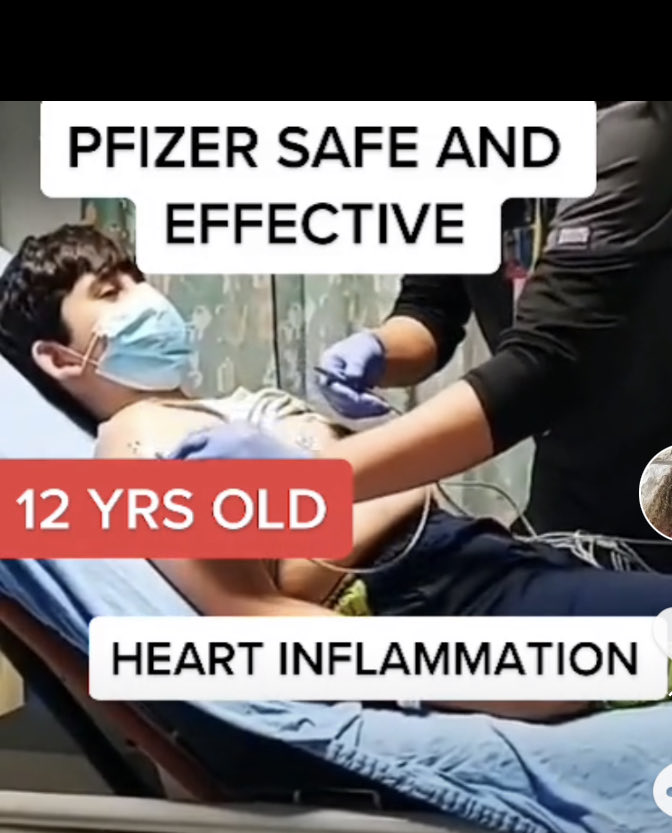 PFIZER SAFE AND
EFFECTIVE
12 YRS OLD
HEART INFLAMMATION